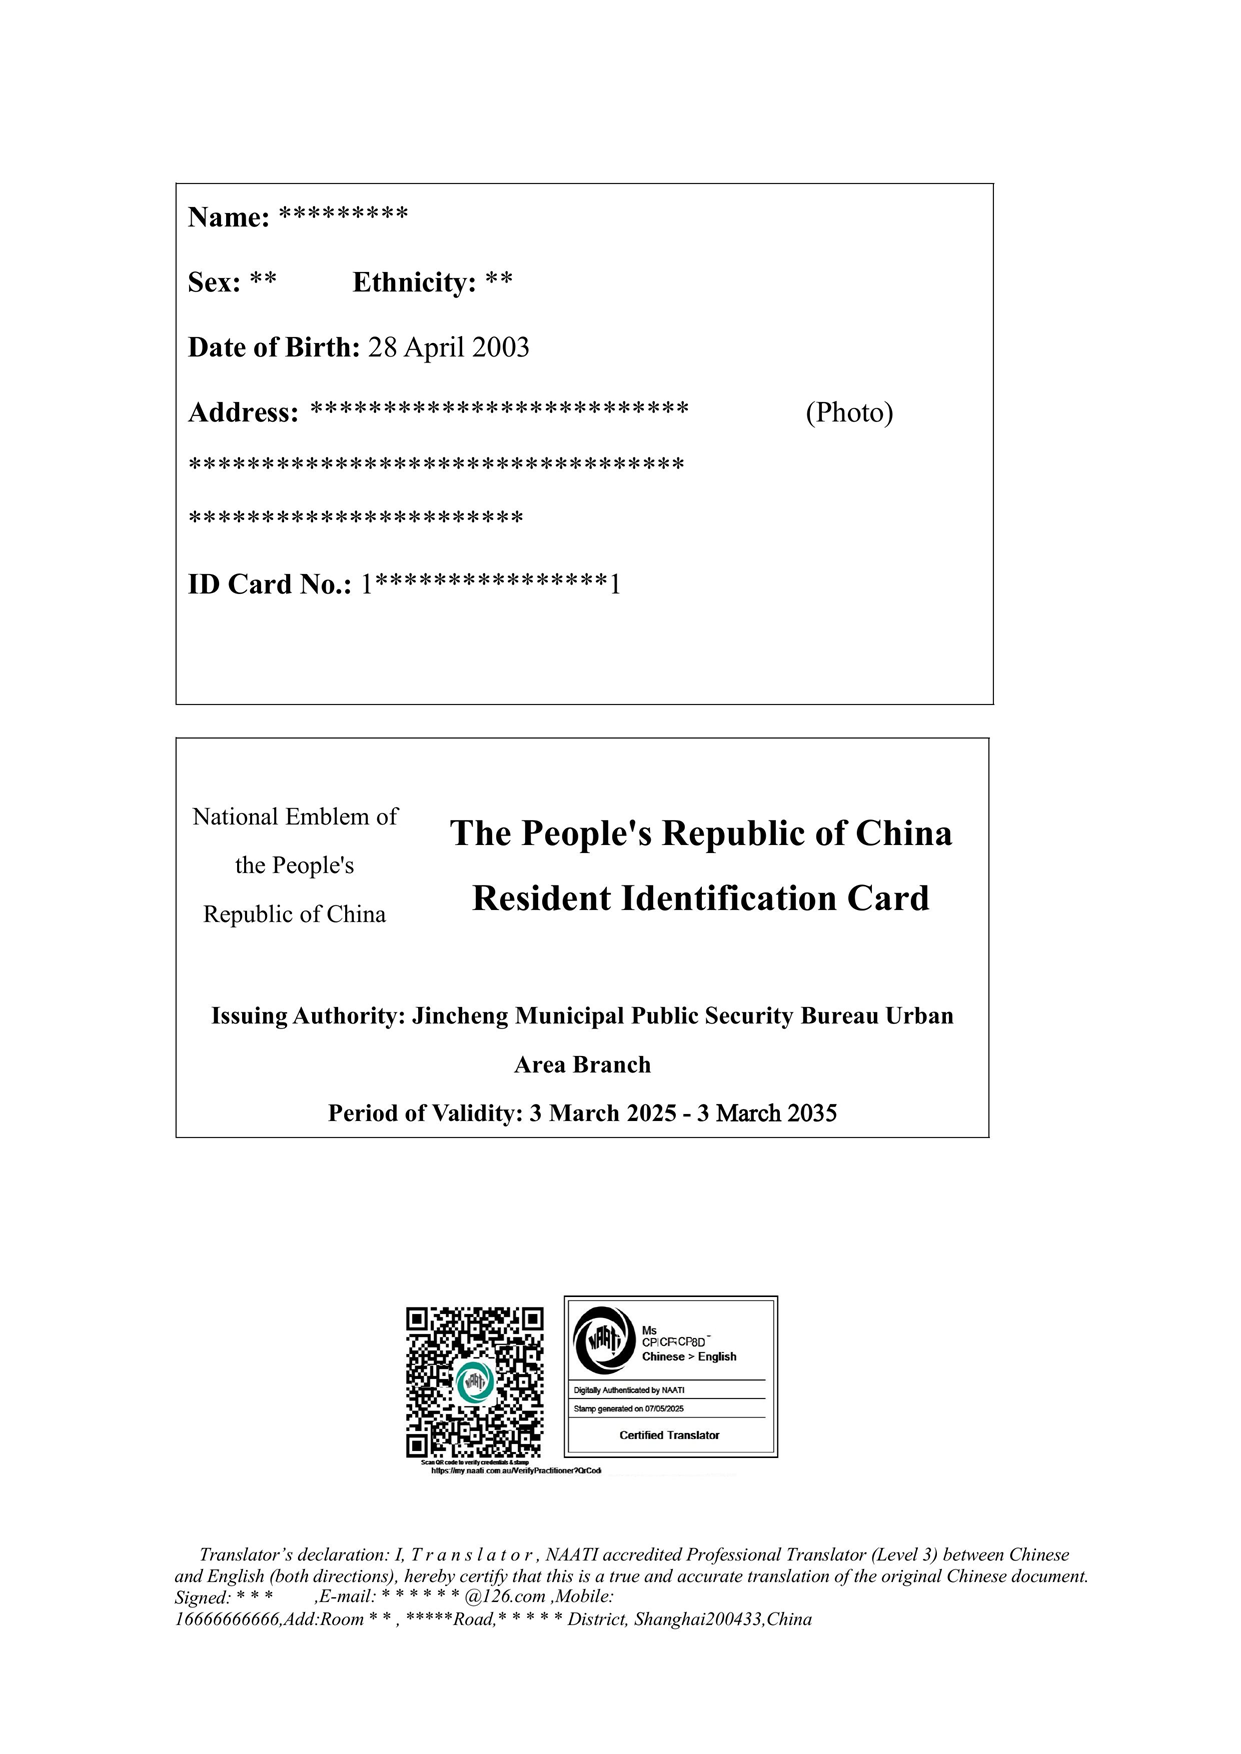 Name: *********
Sex: ** Ethnicity: **
Date of Birth: 28 April 2003
Address: **************************
(Photo)
**********************************
***********************
ID Card No.: 1****************1
National Emblem of
the People's
Republic of China
The People's Republic of China
Resident Identification Card
Issuing Authority: Jincheng Municipal Public Security Bureau Urban
Area Branch
Period of Validity: 3 March 2025 - 3 March 2035
NAATI
Scan QR code to verify credentials & stamp
https://my.naati.com.au/VerifyPractitioner?QrCod
NAATI
Ms
Chinese > English
Digitally Authenticated by NAATI
Stamp generated on 07/05/2025
Certified Translator
Translator’s declaration: I, T r a n s l a t o r , NAATI accredited Professional Translator (Level 3) between Chinese
and English (both directions), hereby certify that this is a true and accurate translation of the original Chinese document.
Signed: * * * ,E-mail: * * * * * * @126.com ,Mobile:
16666666666,Add:Room * * , *****Road,* * * * * District, Shanghai200433,China